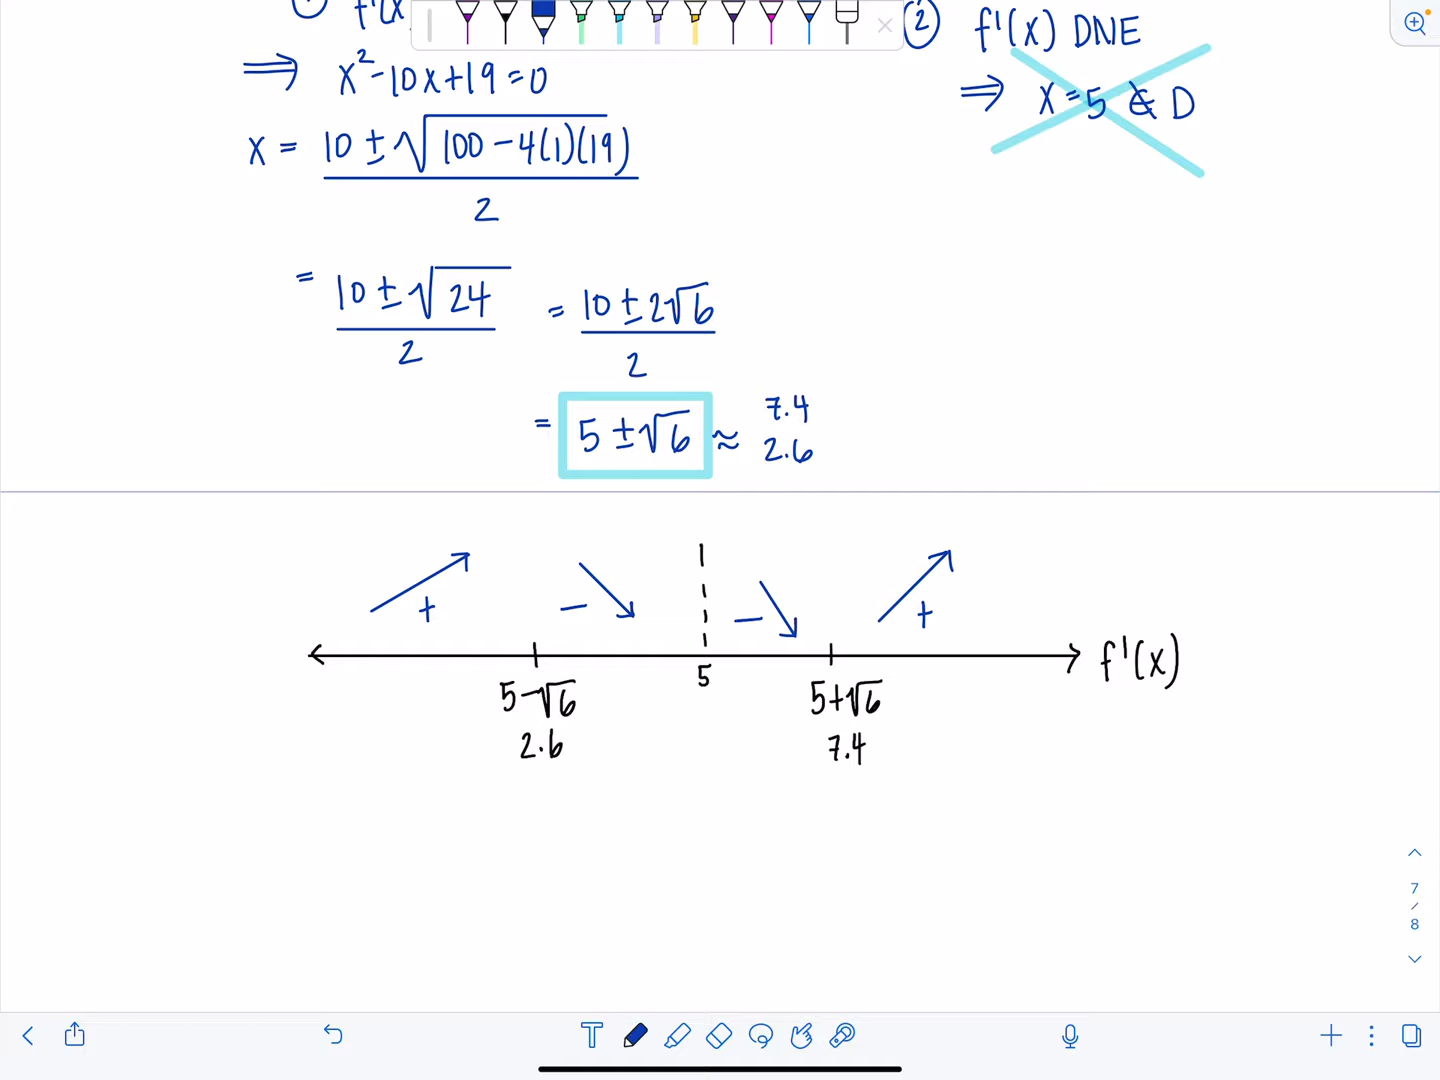 ① f'(x
⇒ x²-10x+19=0
x = 10 ± √(100-4(1)(19)) / 2
= 10 ± √24 / 2 = 10 ± 2√6 / 2
= 5 ± √6 ≈ 7.4
2.6
② f'(x) DNE
⇒ x=5 ∉ D
+ − − + f'(x)
5-√6 5 5+√6
2.6 7.4
7
/
8
T